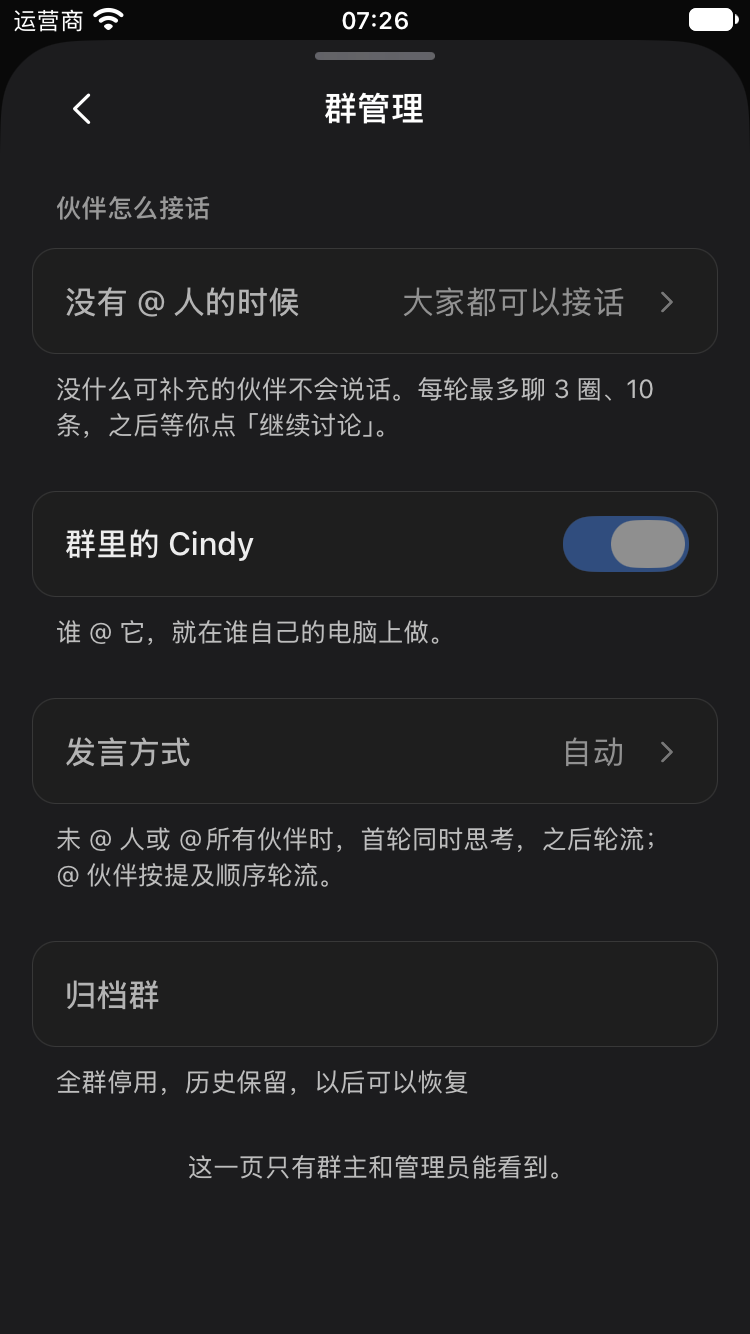 运营商
07:26
群管理
伙伴怎么接话
没有 @ 人的时候
大家都可以接话
没什么可补充的伙伴不会说话。每轮最多聊 3 圈、10
条，之后等你点「继续讨论」。
群里的 Cindy
谁 @ 它，就在谁自己的电脑上做。
发言方式
自动
未 @ 人或 @所有伙伴时，首轮同时思考，之后轮流；
@ 伙伴按提及顺序轮流。
归档群
全群停用，历史保留，以后可以恢复
这一页只有群主和管理员能看到。